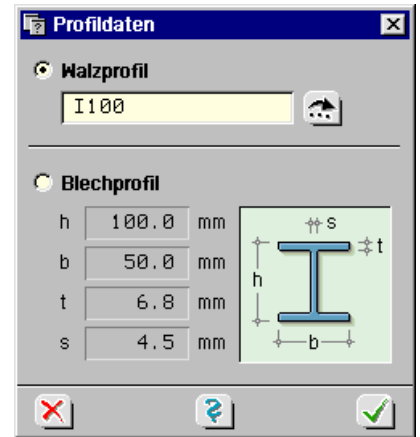 Profildaten
Walzprofil
I100
Blechprofil
h 100.0 mm
b 50.0 mm
t 6.8 mm
s 4.5 mm
s
t
h
b